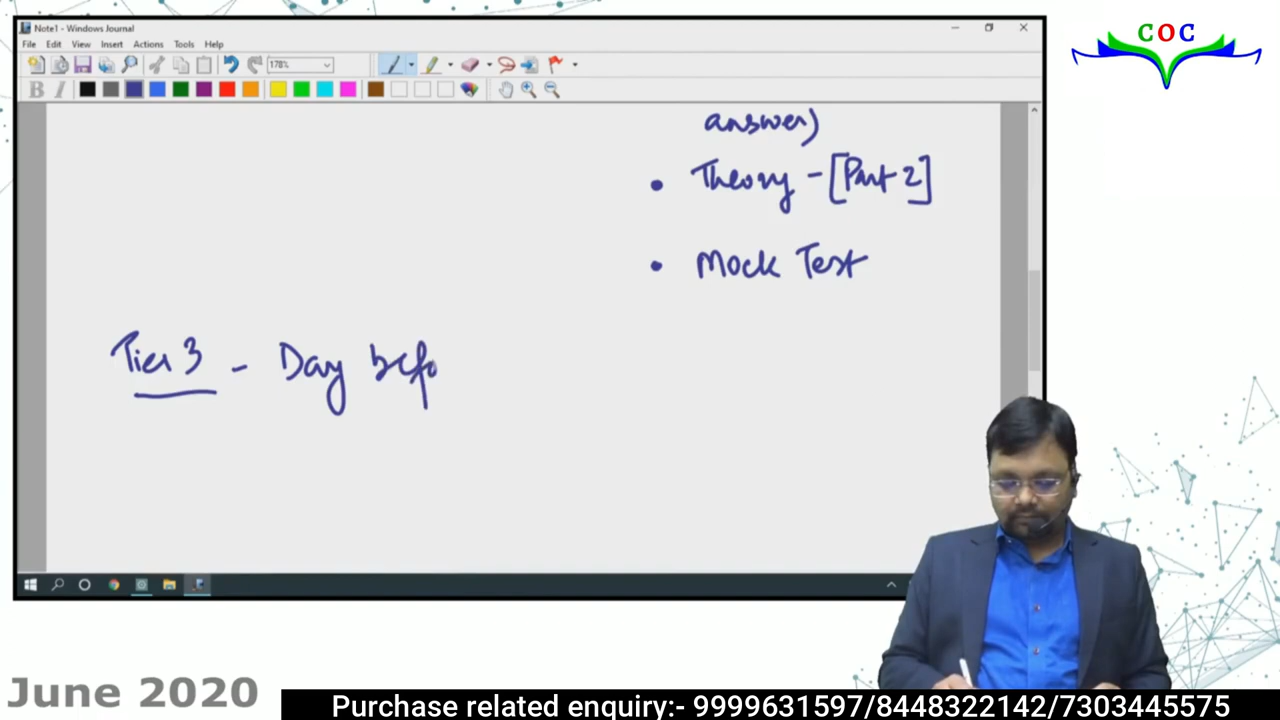 Note1 - Windows Journal
File Edit View Insert Actions Tools Help
178%
B I
answer)
• Theory - [Part 2]
• Mock Test
Tier 3 - Day befo
COC
June 2020
Purchase related enquiry:- 9999631597/8448322142/7303445575